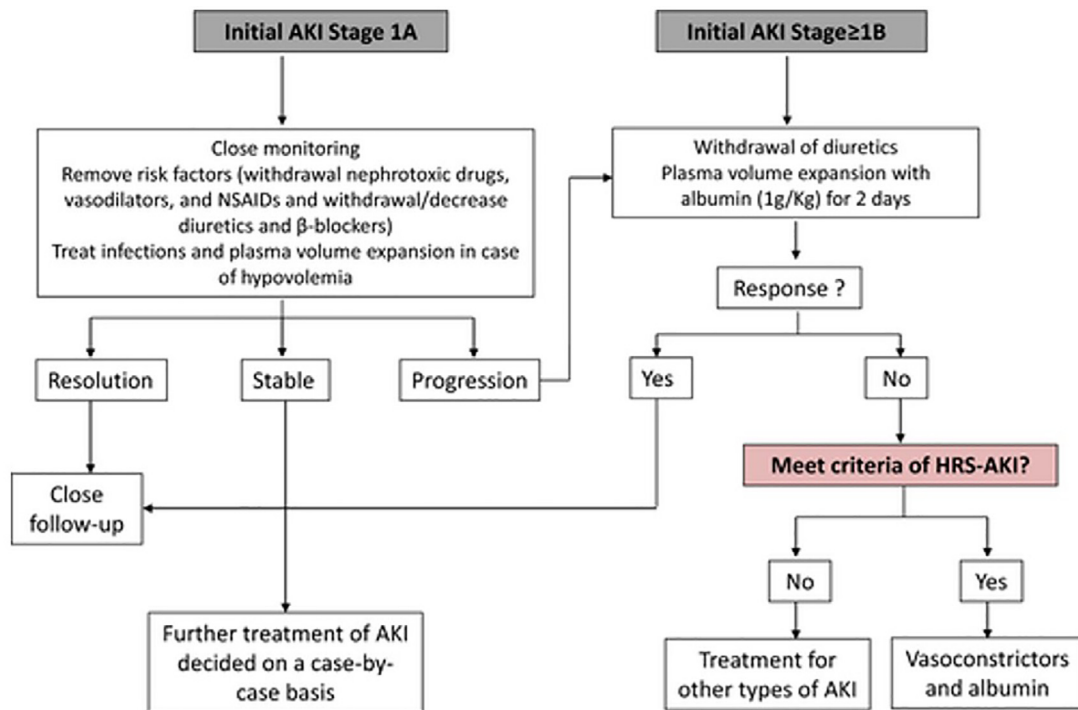 Initial AKI Stage 1A
Initial AKI Stage≥1B
Close monitoring
Remove risk factors (withdrawal nephrotoxic drugs,
vasodilators, and NSAIDs and withdrawal/decrease
diuretics and β-blockers)
Treat infections and plasma volume expansion in case
of hypovolemia
Withdrawal of diuretics
Plasma volume expansion with
albumin (1g/Kg) for 2 days
Response ?
Resolution
Stable
Progression
Yes
No
Meet criteria of HRS-AKI?
Close
follow-up
No
Yes
Further treatment of AKI
decided on a case-by-
case basis
Treatment for
other types of AKI
Vasoconstrictors
and albumin